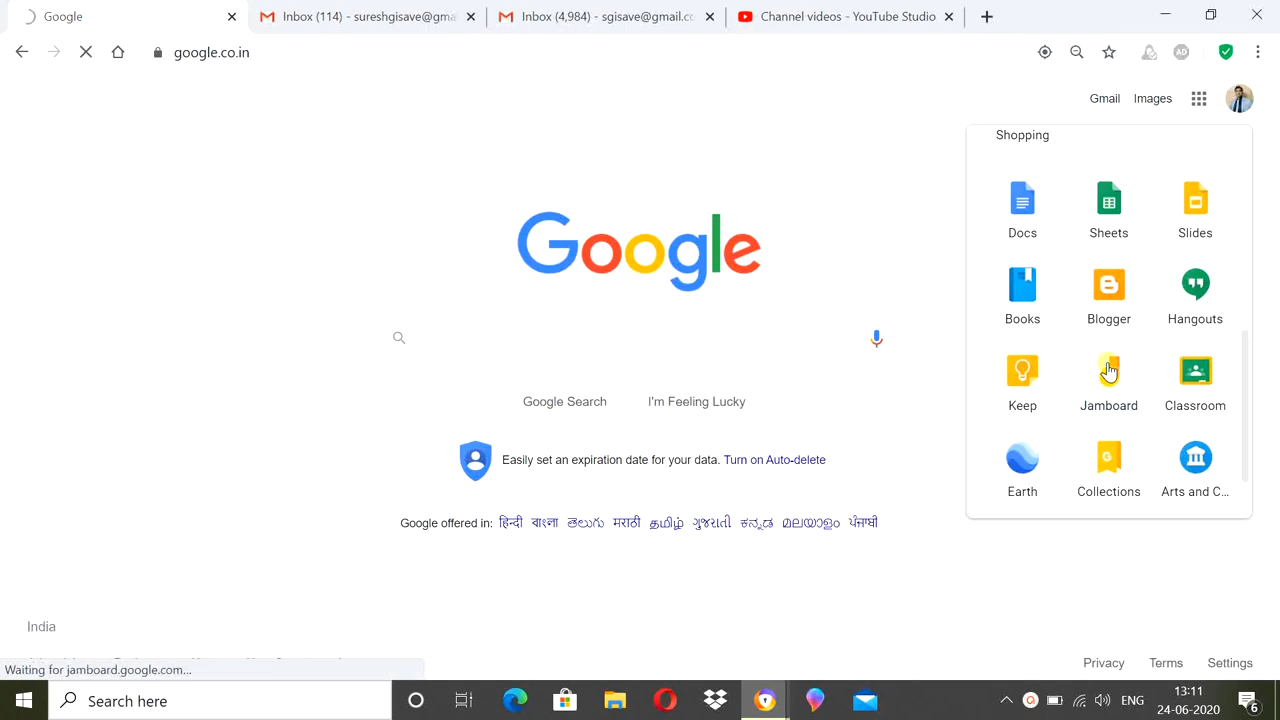 Google
Inbox (114) - sureshgisave@gma
Inbox (4,984) - sgisave@gmail.c
Channel videos - YouTube Studio
google.co.in
AD
Gmail
Images
Shopping
Docs
Sheets
Slides
Books
Blogger
Hangouts
Keep
Jamboard
Classroom
Earth
Collections
Arts and C...
Google
Google Search
I'm Feeling Lucky
Easily set an expiration date for your data. Turn on Auto-delete
Google offered in: हिन्दी বাংলা తెలుగు मराठी தமிழ் ગુજરાતી ಕನ್ನಡ മലയാളം ਪੰਜਾਬੀ
India
Waiting for jamboard.google.com...
Privacy
Terms
Settings
Search here
ENG
13:11
24-06-2020
6